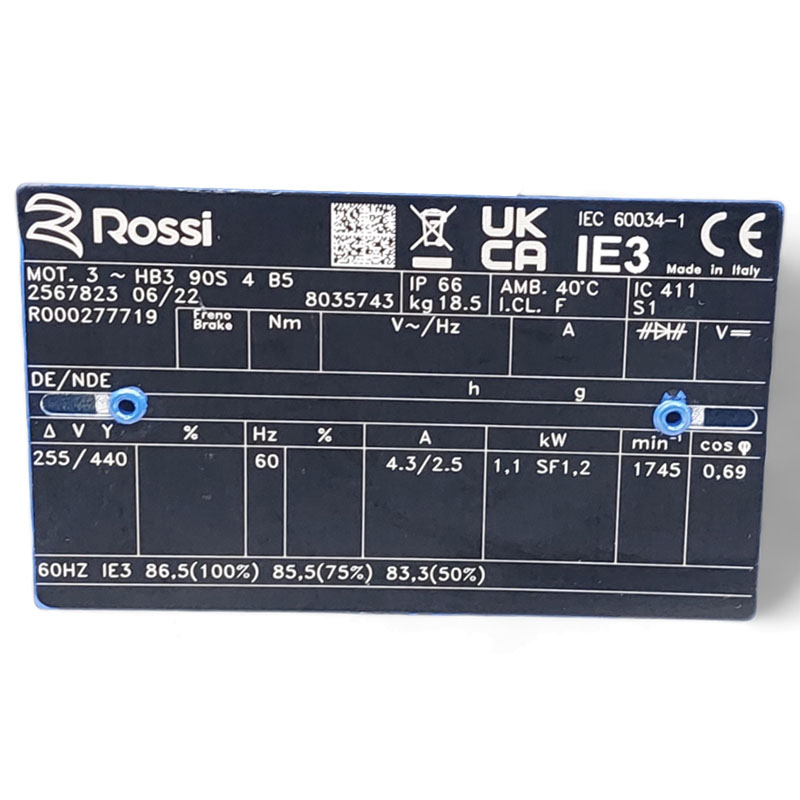 Rossi
UK
CA
IEC 60034-1
IE3
CE
Made in Italy
MOT. 3 ~ HB3 90S 4 B5
2567823 06/22 8035743
IP 66
kg 18.5
AMB. 40°C
I.CL. F
IC 411
S1
R000277719
Freno
Brake
Nm
V~/Hz
A
V⎓
DE/NDE h g
Δ V Y % Hz % A kW min⁻¹ cos φ
255/440 60 4.3/2.5 1,1 SF1,2 1745 0,69
60HZ IE3 86,5(100%) 85,5(75%) 83,3(50%)